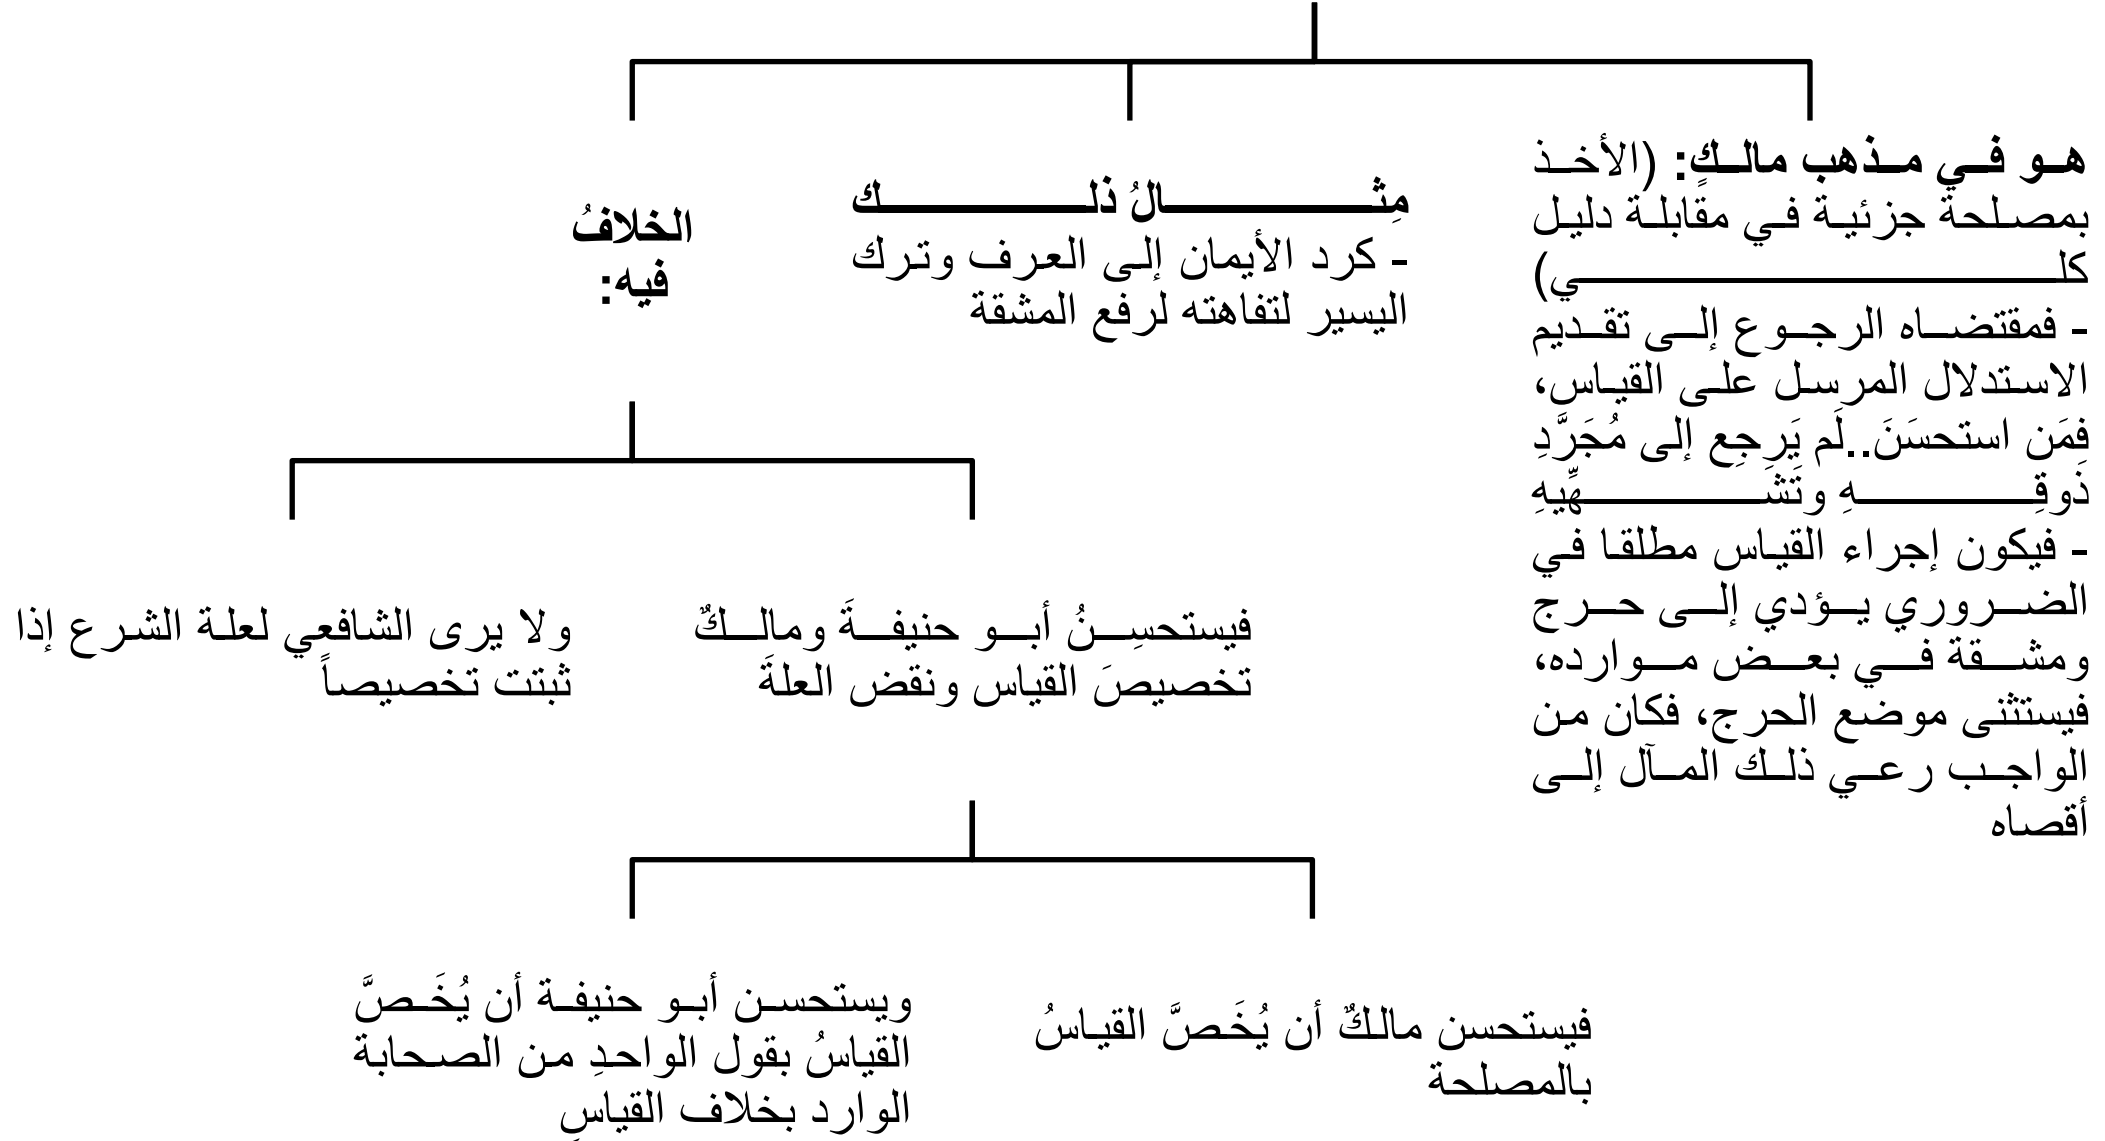 هو في مذهب مالكٍ: (الأخذ
بمصلحة جزئية في مقابلة دليل
كلي)
- فمقتضاه الرجوع إلى تقديم
الاستدلال المرسل على القياس،
فمَن استحسَنَ..لَم يَرجِع إلى مُجَرَّدِ
ذَوقِهِ وتَشَهِّيهِ
- فيكون إجراء القياس مطلقا في
الضروري يؤدي إلى حرج
ومشقة في بعض موارده،
فيستثنى موضع الحرج، فكان من
الواجب رعي ذلك المآل إلى
أقصاه
مِثالُ ذلك
- كرد الأيمان إلى العرف وترك
اليسير لتفاهته لرفع المشقة
الخلافُ
فيه:
فيستحسِنُ أبو حنيفةَ ومالكٌ
تخصيصَ القياس ونقض العلةَ
ولا يرى الشافعي لعلة الشرع إذا
ثبتت تخصيصاً
فيستحسن مالكٌ أن يُخَصَّ القياسُ
بالمصلحة
ويستحسن أبو حنيفة أن يُخَصَّ
القياسُ بقول الواحدِ من الصحابة
الوارد بخلاف القياسِ